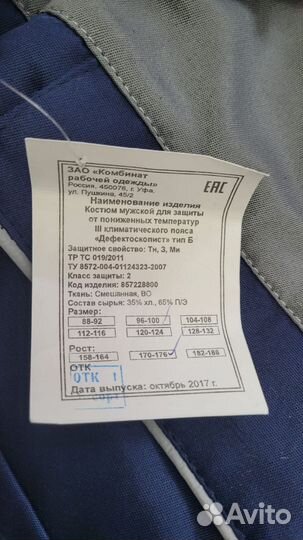 ЗАО «Комбинат
рабочей одежды»
Россия, 450076, г. Уфа,
ул. Пушкина, 45/2
ЕАС
Наименование изделия
Костюм мужской для защиты
от пониженных температур
III климатического пояса
«Дефектоскопист» тип Б
Защитное свойство: Тн, З, Ми
ТР ТС 019/2011
ТУ 8572-004-01124323-2007
Класс защиты: 2
Код изделия: 857228800
Ткань: Смешанная, ВО
Состав сырья: 35% хл., 65% П/Э
Размер:
88-92 96-100 104-108
112-116 120-124 128-132
Рост:
158-164 170-176 182-188
ОТК
ОТК 1
сорт
Дата выпуска: октябрь 2017 г.
Avito